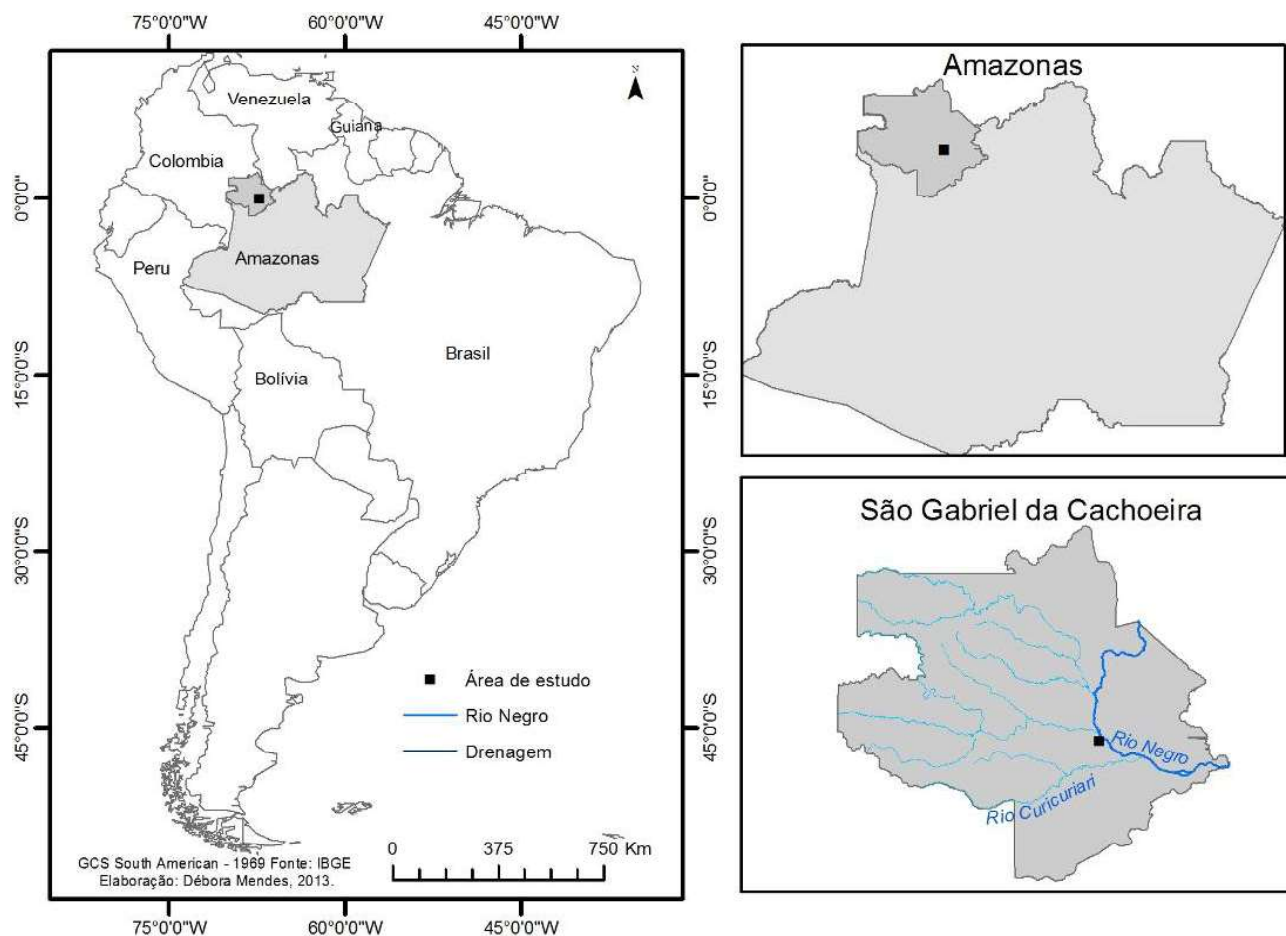 75°0'0"W 60°0'0"W 45°0'0"W
N
Venezuela
Guiana
Colombia
0°0'0"
Peru
Amazonas
Brasil
15°0'0"S
Bolívia
30°0'0"S
45°0'0"S
Área de estudo
Rio Negro
Drenagem
0 375 750 Km
GCS South American - 1969 Fonte: IBGE
Elaboração: Débora Mendes, 2013.
75°0'0"W 60°0'0"W 45°0'0"W
0°0'0"
15°0'0"S
30°0'0"S
45°0'0"S
Amazonas
São Gabriel da Cachoeira
Rio Negro
Rio Curicuriari